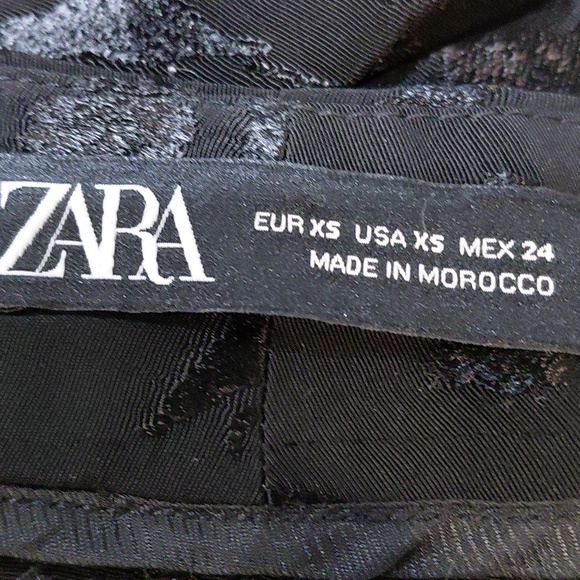 ZARA
EUR XS USA XS MEX 24
MADE IN MOROCCO